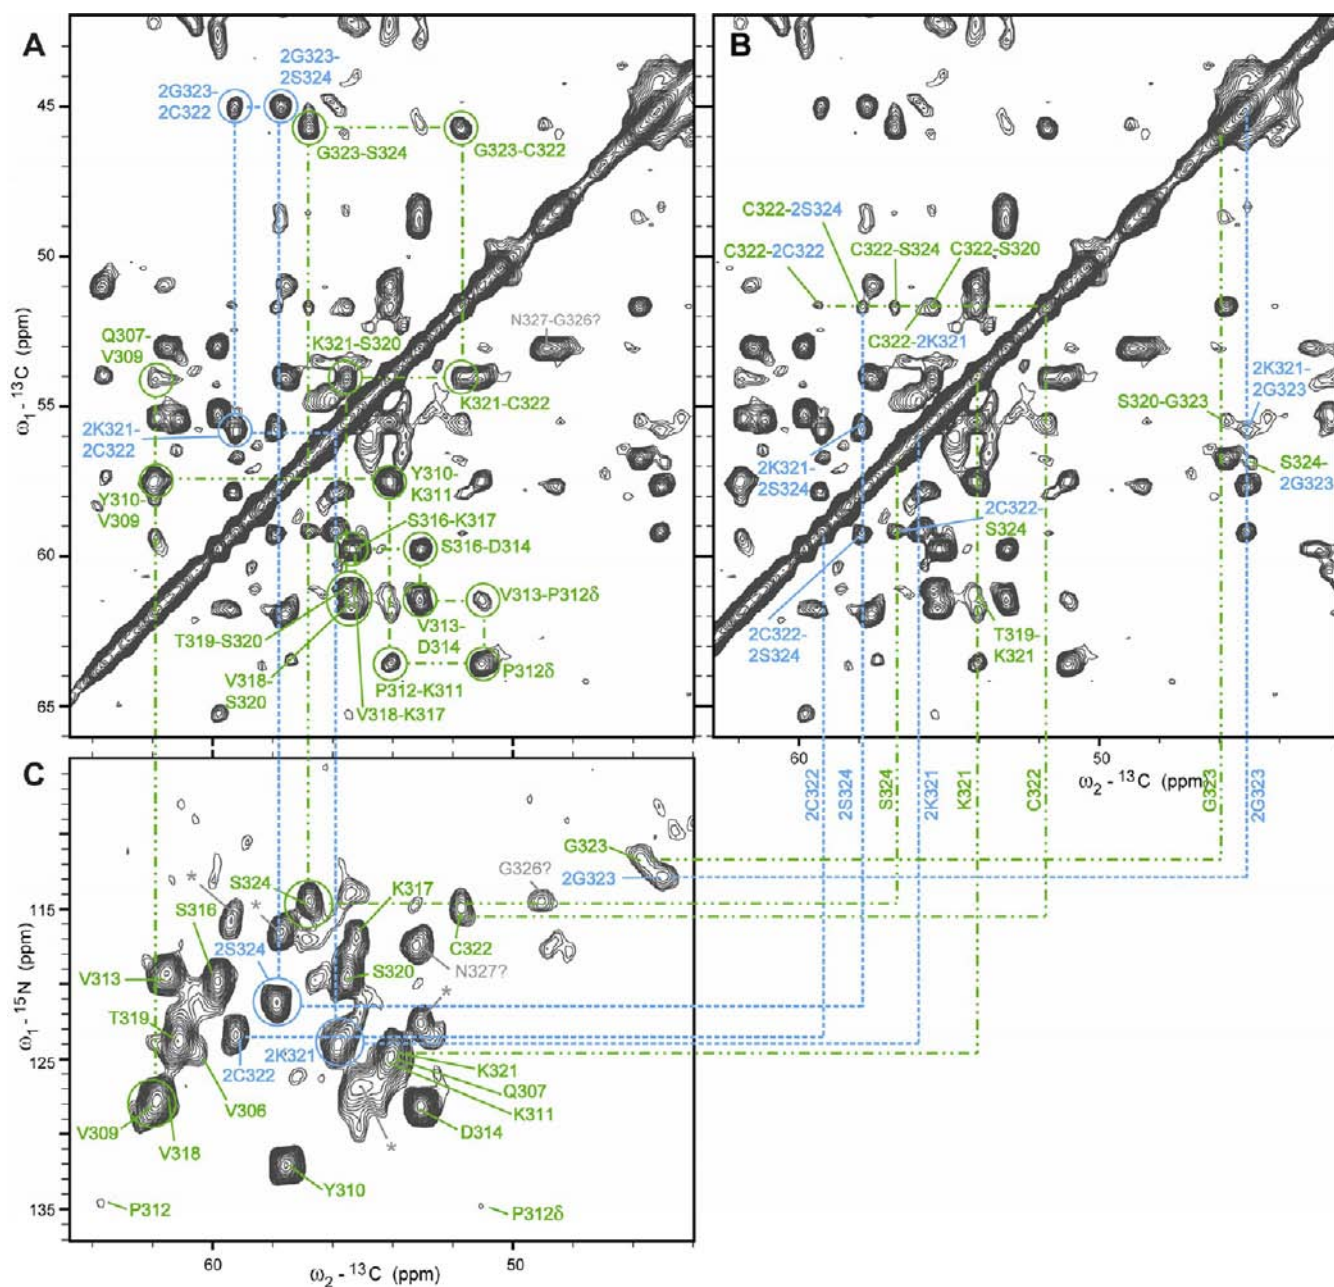 A
2G323-
2S324
2G323-
2C322
G323-S324
G323-C322
Q307-
V309
K321-S320
N327-G326?
K321-C322
2K321-
2C322
Y310-
V309
Y310-
K311
S316-K317
S316-D314
V313-P312δ
T319-S320
V313-
D314
V318-
S320
P312-K311
P312δ
V318-K317
ω1 - 13C (ppm)
45
50
55
60
65
B
C322-2S324
C322-2C322
C322-S324
C322-S320
C322-2K321
2K321-
2G323
S320-G323
S324-
2G323
2K321-
2S324
2C322-
S324
2C322-
2S324
T319-
K321
60
50
ω2 - 13C (ppm)
2C322
2S324
S324
2K321
K321
C322
G323
2G323
C
G323
2G323
G326?
*
S324
*
K317
S316
C322
2S324
S320
N327?
V313
*
T319
2K321
2C322
K321
Q307
V306
K311
V309
V318
*
D314
Y310
P312
P312δ
ω1 - 15N (ppm)
115
125
135
60
50
ω2 - 13C (ppm)